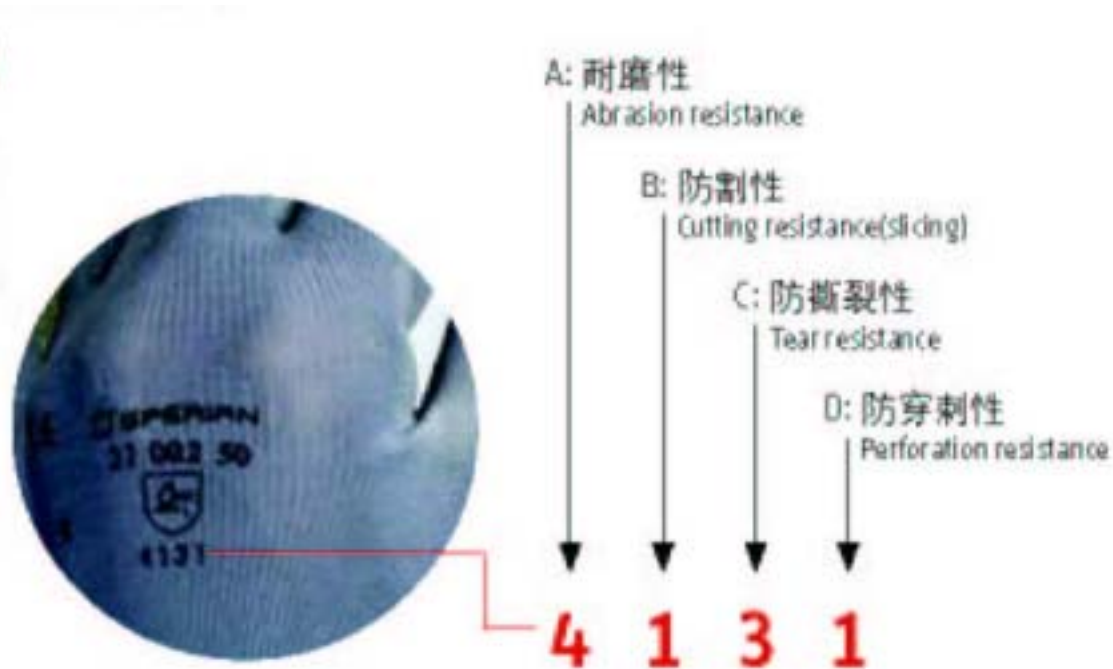 A: 耐磨性
Abrasion resistance
B: 防割性
Cutting resistance(slicing)
C: 防撕裂性
Tear resistance
D: 防穿刺性
Perforation resistance
SPERIAN
4131
4 1 3 1